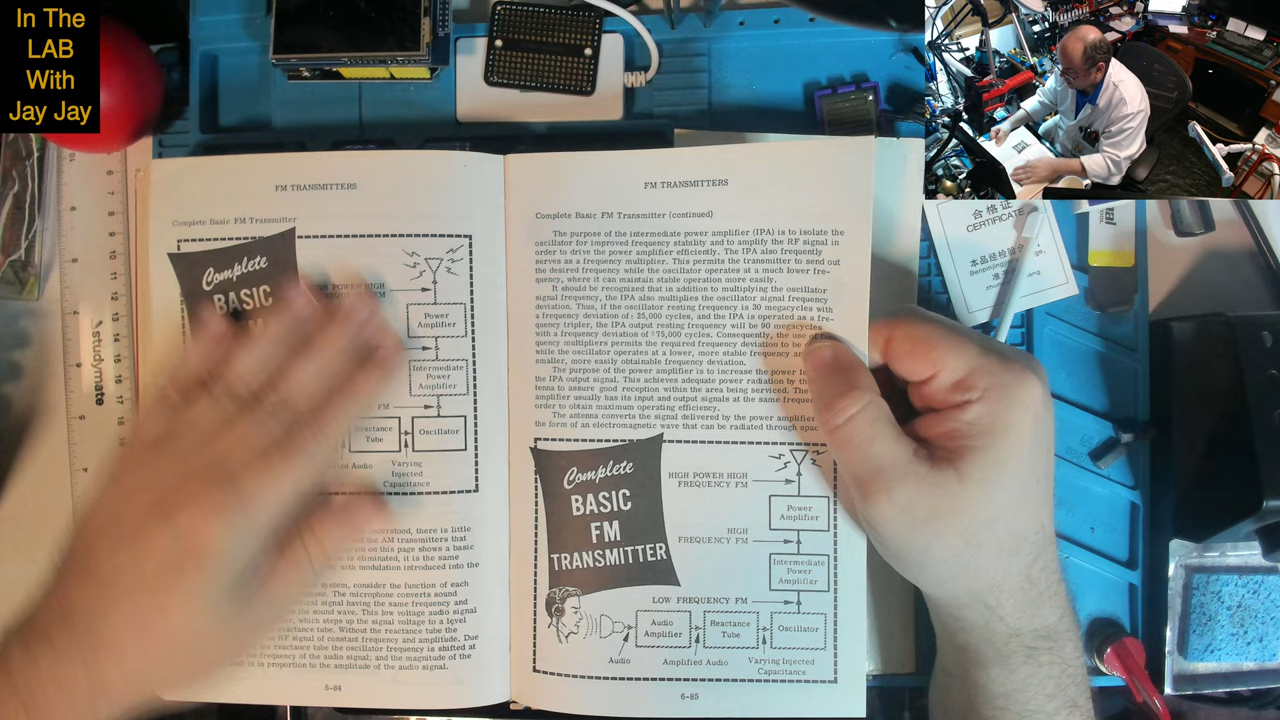 In The
LAB
With
Jay Jay
FM TRANSMITTERS
Complete Basic FM Transmitter
Complete
BASIC
POWER HIGH
Power
Amplifier
Intermediate
Power
Amplifier
FM
Reactance
Tube
Oscillator
Audio
Varying
Injected
Capacitance
understood, there is little
the AM transmitters that
on this page shows a basic
is eliminated, it is the same
with modulation introduced into the
system, consider the function of each
The microphone converts sound
signal having the same frequency and
the sound wave. This low voltage audio signal
which steps up the signal voltage to a level
reactance tube. Without the reactance tube the
RF signal of constant frequency and amplitude. Due
the reactance tube the oscillator frequency is shifted at
frequency of the audio signal; and the magnitude of the
is in proportion to the amplitude of the audio signal.
6-84
FM TRANSMITTERS
Complete Basic FM Transmitter (continued)
The purpose of the intermediate power amplifier (IPA) is to isolate the
oscillator for improved frequency stability and to amplify the RF signal in
order to drive the power amplifier efficiently. The IPA also frequently
serves as a frequency multiplier. This permits the transmitter to send out
the desired frequency while the oscillator operates at a much lower fre-
quency, where it can maintain stable operation more easily.
It should be recognized that in addition to multiplying the oscillator
signal frequency, the IPA also multiplies the oscillator signal frequency
deviation. Thus, if the oscillator resting frequency is 30 megacycles with
a frequency deviation of ± 25,000 cycles, and the IPA is operated as a fre-
quency tripler, the IPA output resting frequency will be 90 megacycles
with a frequency deviation of ±75,000 cycles. Consequently, the use of
quency multipliers permits the required frequency deviation to be
while the oscillator operates at a lower, more stable frequency
smaller, more easily obtainable frequency deviation.
The purpose of the power amplifier is to increase the power
the IPA output signal. This achieves adequate power radiation by the
tenna to assure good reception within the area being serviced. The
amplifier usually has its input and output signals at the same
order to obtain maximum operating efficiency.
The antenna converts the signal delivered by the power amplifier
the form of an electromagnetic wave that can be radiated through
Complete
BASIC
FM
TRANSMITTER
HIGH POWER HIGH
FREQUENCY FM
Power
Amplifier
HIGH
FREQUENCY FM
Intermediate
Power
Amplifier
LOW FREQUENCY FM
Audio
Amplifier
Reactance
Tube
Oscillator
Audio
Amplified Audio
Varying Injected
Capacitance
6-85
studymate
合格证
CERTIFICATE
本品经检验合